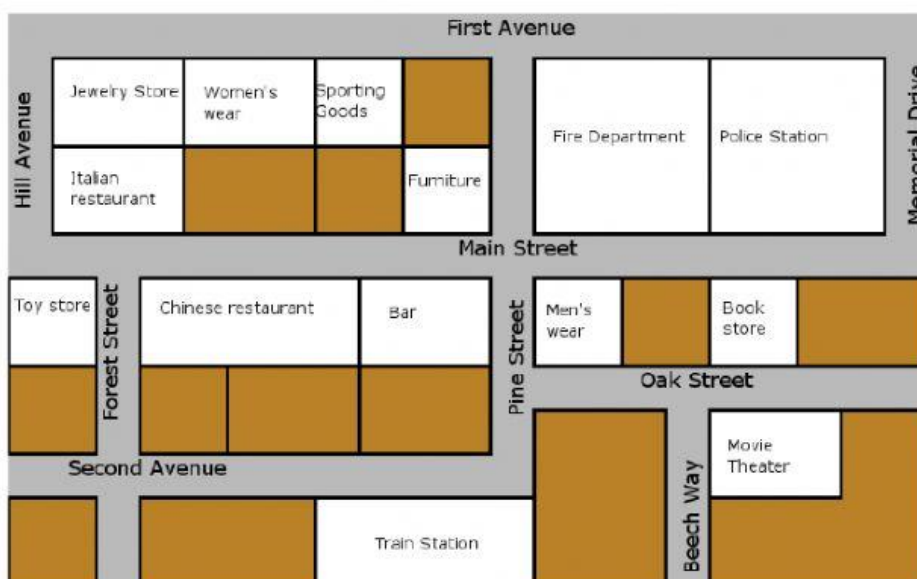 First Avenue
Hill Avenue
Jewelry Store
Women's
wear
Sporting
Goods
Fire Department
Police Station
Memorial Drive
Italian
restaurant
Furniture
Main Street
Toy store
Forest Street
Chinese restaurant
Bar
Pine Street
Men's
wear
Book
store
Oak Street
Second Avenue
Beech Way
Movie
Theater
Train Station